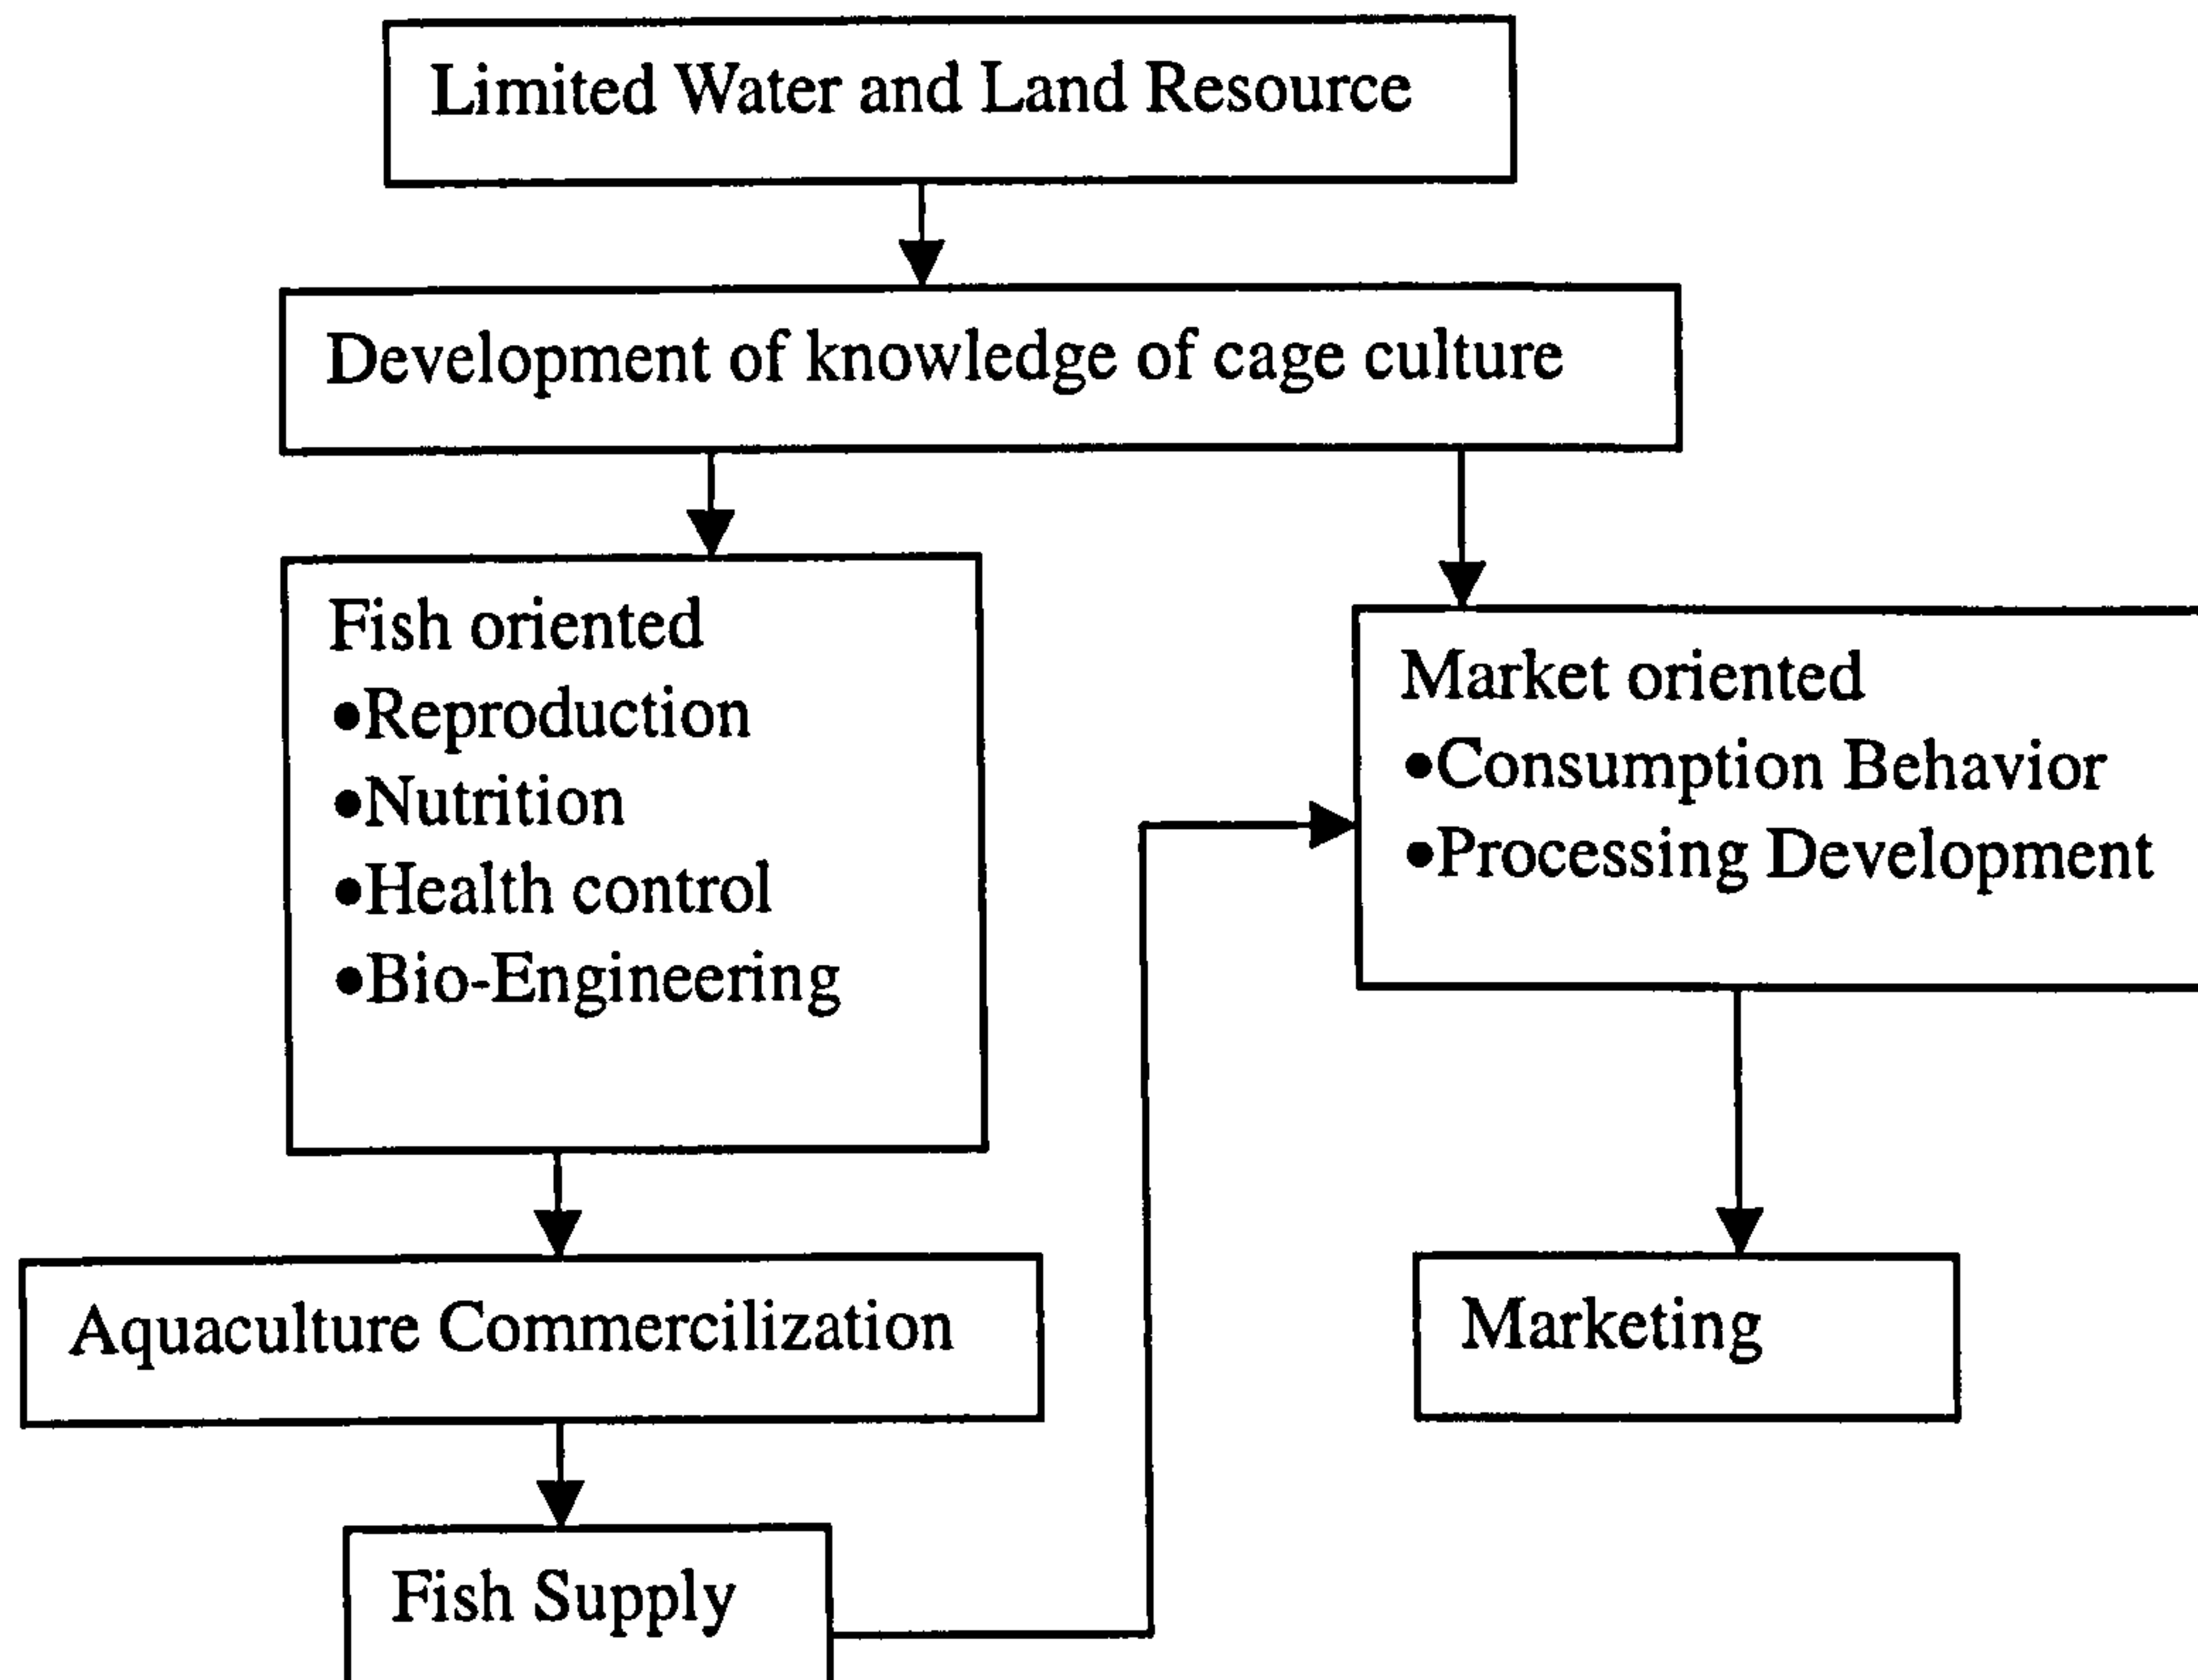 Limited Water and Land Resource
Development of knowledge of cage culture
Fish oriented
●Reproduction
●Nutrition
●Health control
●Bio-Engineering
Market oriented
●Consumption Behavior
●Processing Development
Aquaculture Commercilization
Marketing
Fish Supply